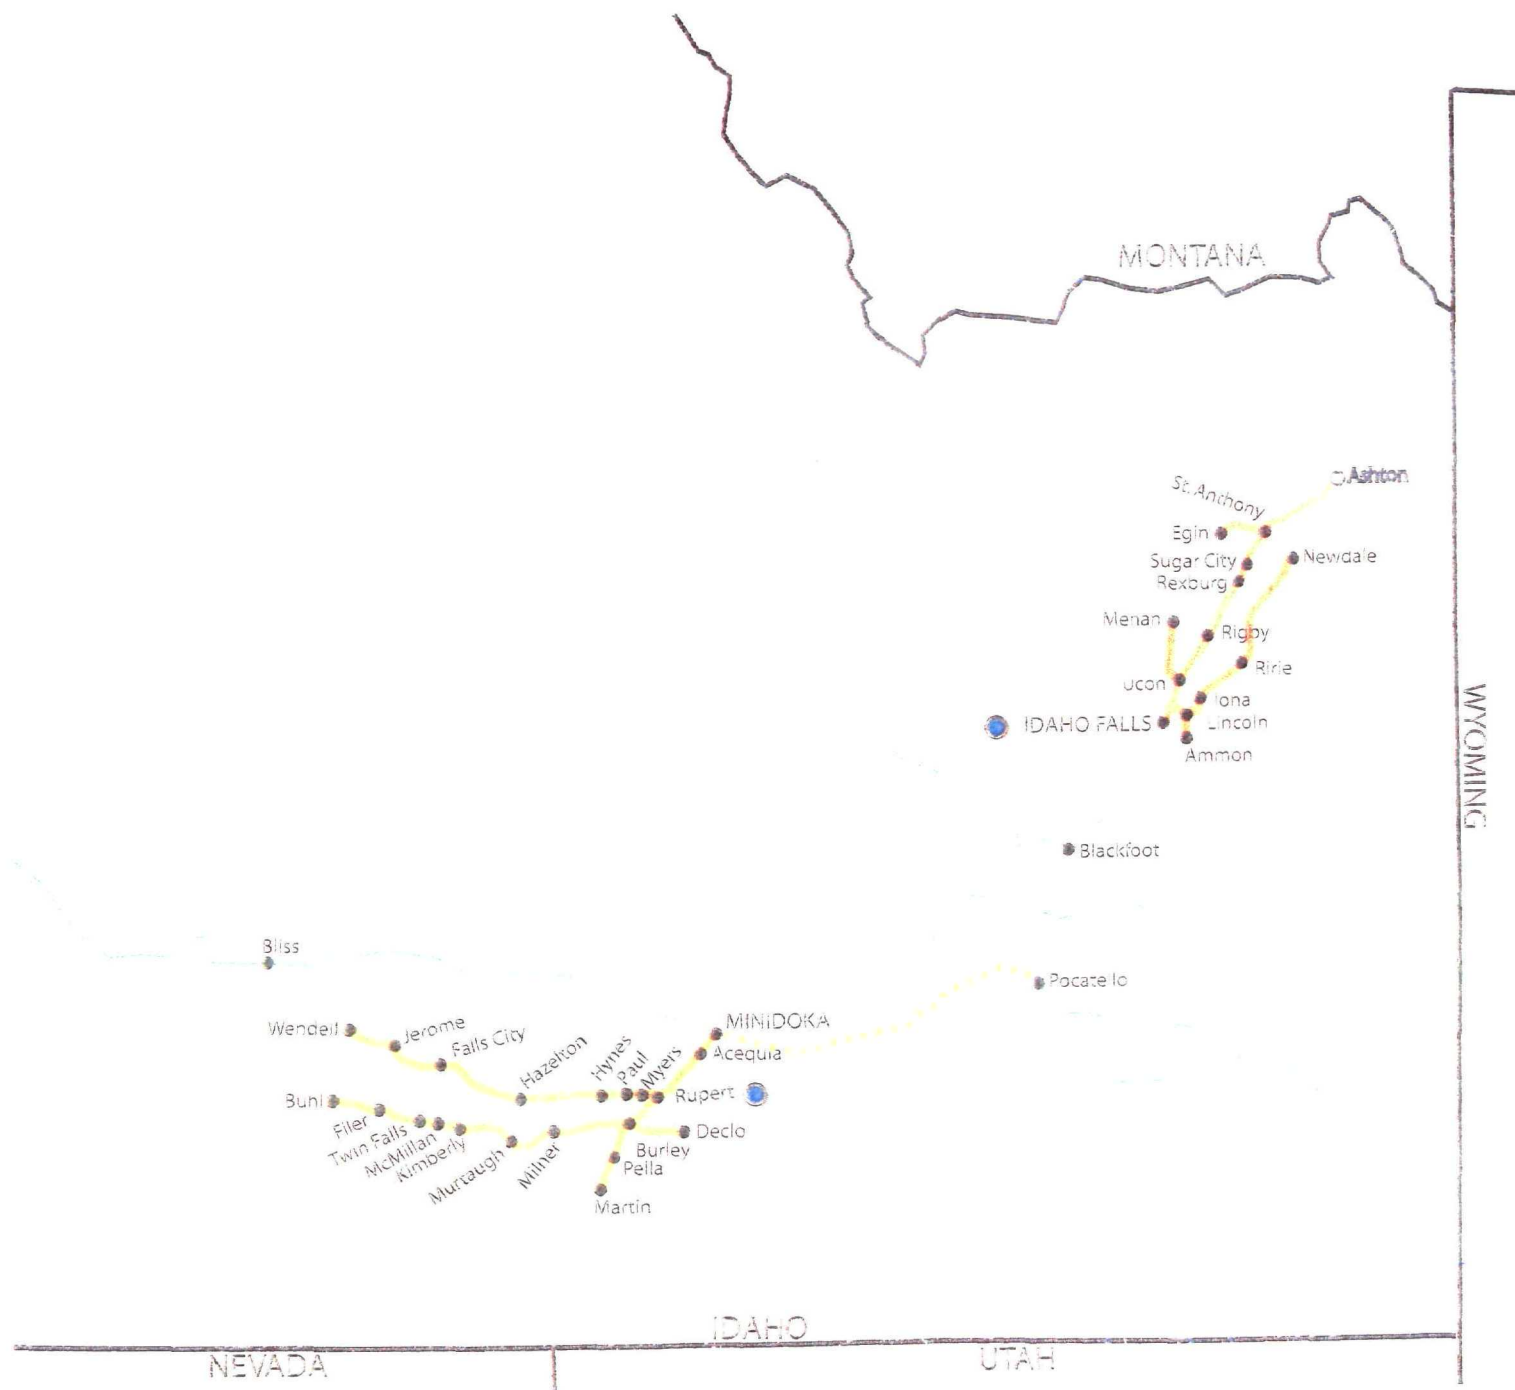 MONTANA
Ashton
St. Anthony
Egin
Newdale
Sugar City
Rexburg
Menan
Rigby
Ririe
Ucon
Iona
IDAHO FALLS
Lincoln
Ammon
WYOMING
Blackfoot
Bliss
Pocatello
MINIDOKA
Wendell
Jerome
Falls City
Acequia
Hazelton
Hynes
Paul
Myers
Rupert
Buhl
Filer
Twin Falls
McMillan
Kimberly
Murtaugh
Milner
Declo
Burley
Pella
Martin
IDAHO
NEVADA
UTAH